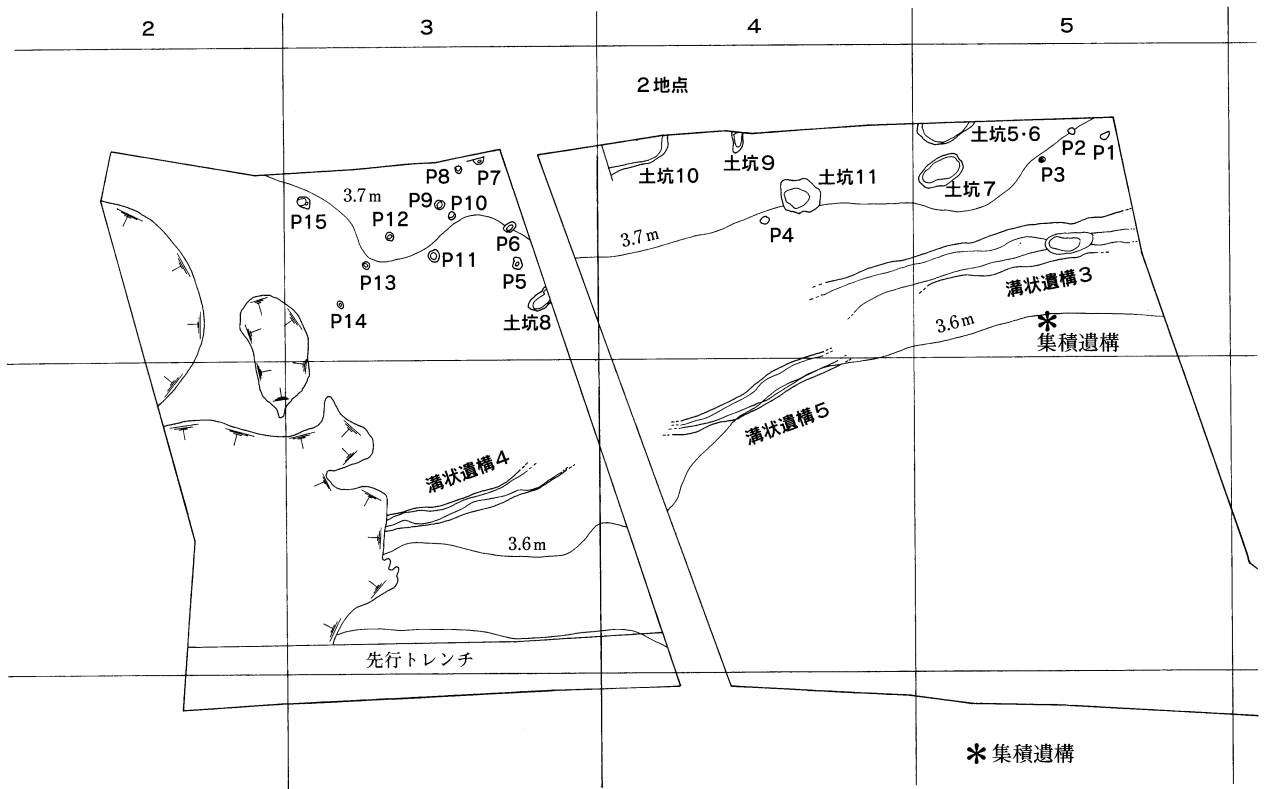 2
3
4
5
2地点
土坑5・6
P2
P1
土坑9
P3
P7
P8
土坑10
土坑11
土坑7
3.7m
P9
P10
P15
P12
P6
P4
3.7m
P11
P5
P13
溝状遺構3
P14
土坑8
3.6m
*
集積遺構
溝状遺構5
溝状遺構4
3.6m
先行トレンチ
*集積遺構